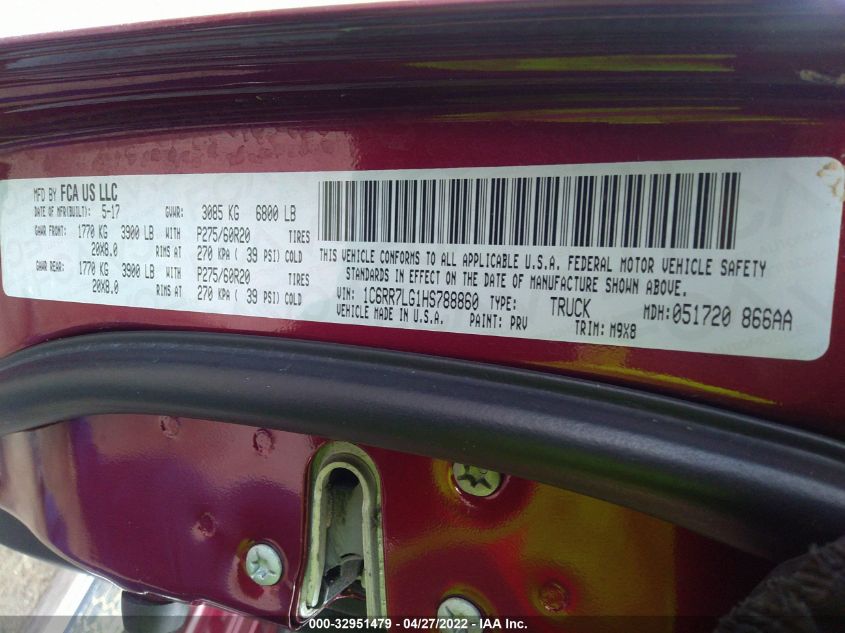 MFD BY FCA US LLC
DATE OF MFR(BUILT): 5-17 GVWR: 3085 KG 6800 LB
GAWR FRONT: 1770 KG 3900 LB WITH P275/60R20 TIRES
20X8.0 RIMS AT 270 KPA ( 39 PSI) COLD
GAWR REAR: 1770 KG 3900 LB WITH P275/60R20 TIRES
20X8.0 RIMS AT 270 KPA ( 39 PSI) COLD
THIS VEHICLE CONFORMS TO ALL APPLICABLE U.S.A. FEDERAL MOTOR VEHICLE SAFETY
STANDARDS IN EFFECT ON THE DATE OF MANUFACTURE SHOWN ABOVE.
VIN: 1C6RR7LG1HS788860 TYPE: TRUCK MDH:051720 866AA
VEHICLE MADE IN U.S.A. PAINT: PRV TRIM: M9X8
000-32951479 - 04/27/2022 - IAA Inc.